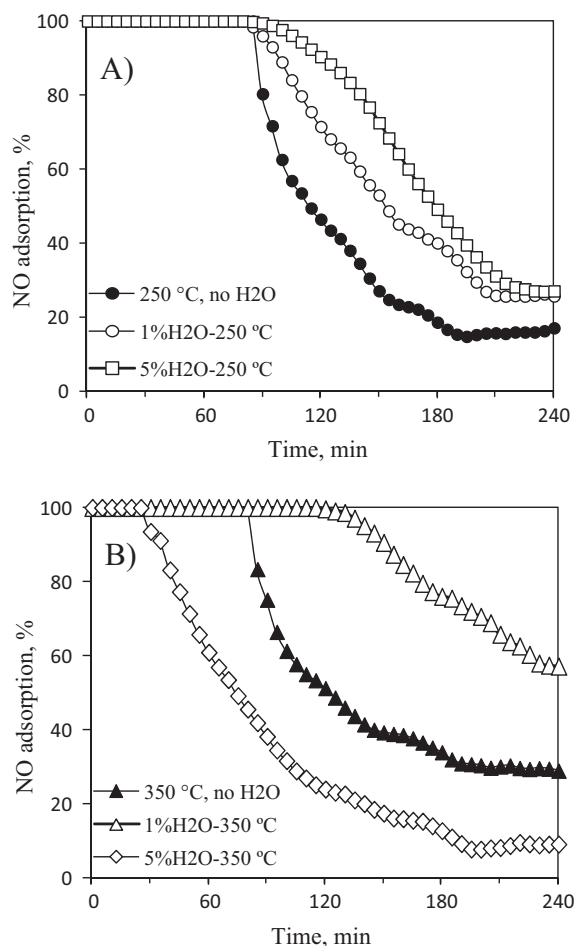 100
A)
80
60
NO adsorption, %
40
250 °C, no H2O
20
1%H2O-250 ºC
5%H2O-250 ºC
0
0 60 120 180 240
Time, min
100
B)
80
60
NO adsorption, %
40
350 °C, no H2O
20
1%H2O-350 ºC
5%H2O-350 ºC
0
0 60 120 180 240
Time, min